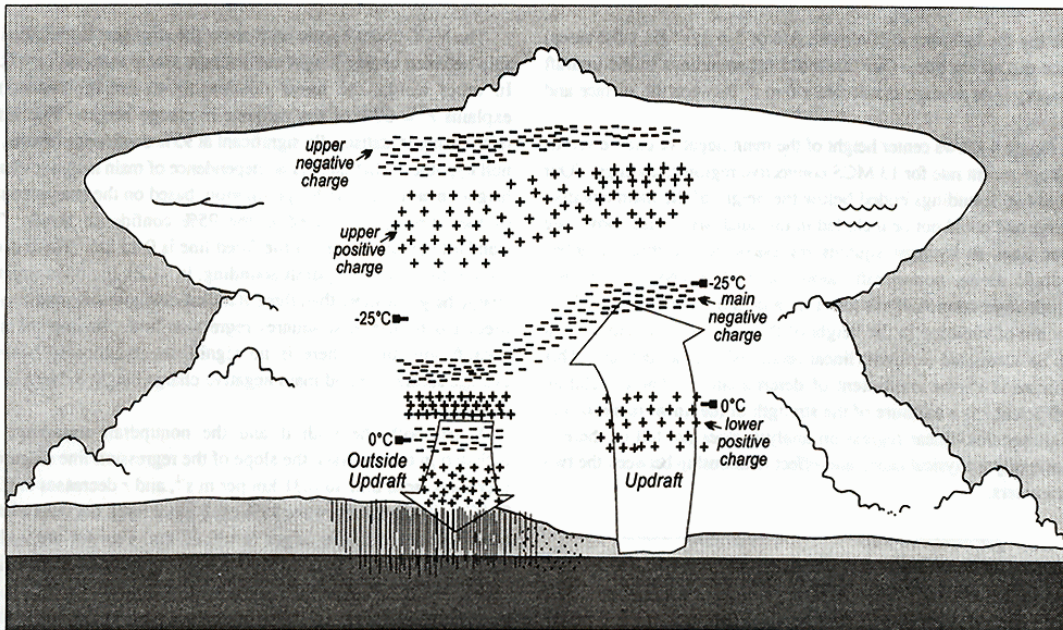 upper
negative
charge
upper
positive
charge
-25°C
-25°C
main
negative
charge
0°C
lower
positive
charge
0°C
Outside
Updraft
Updraft